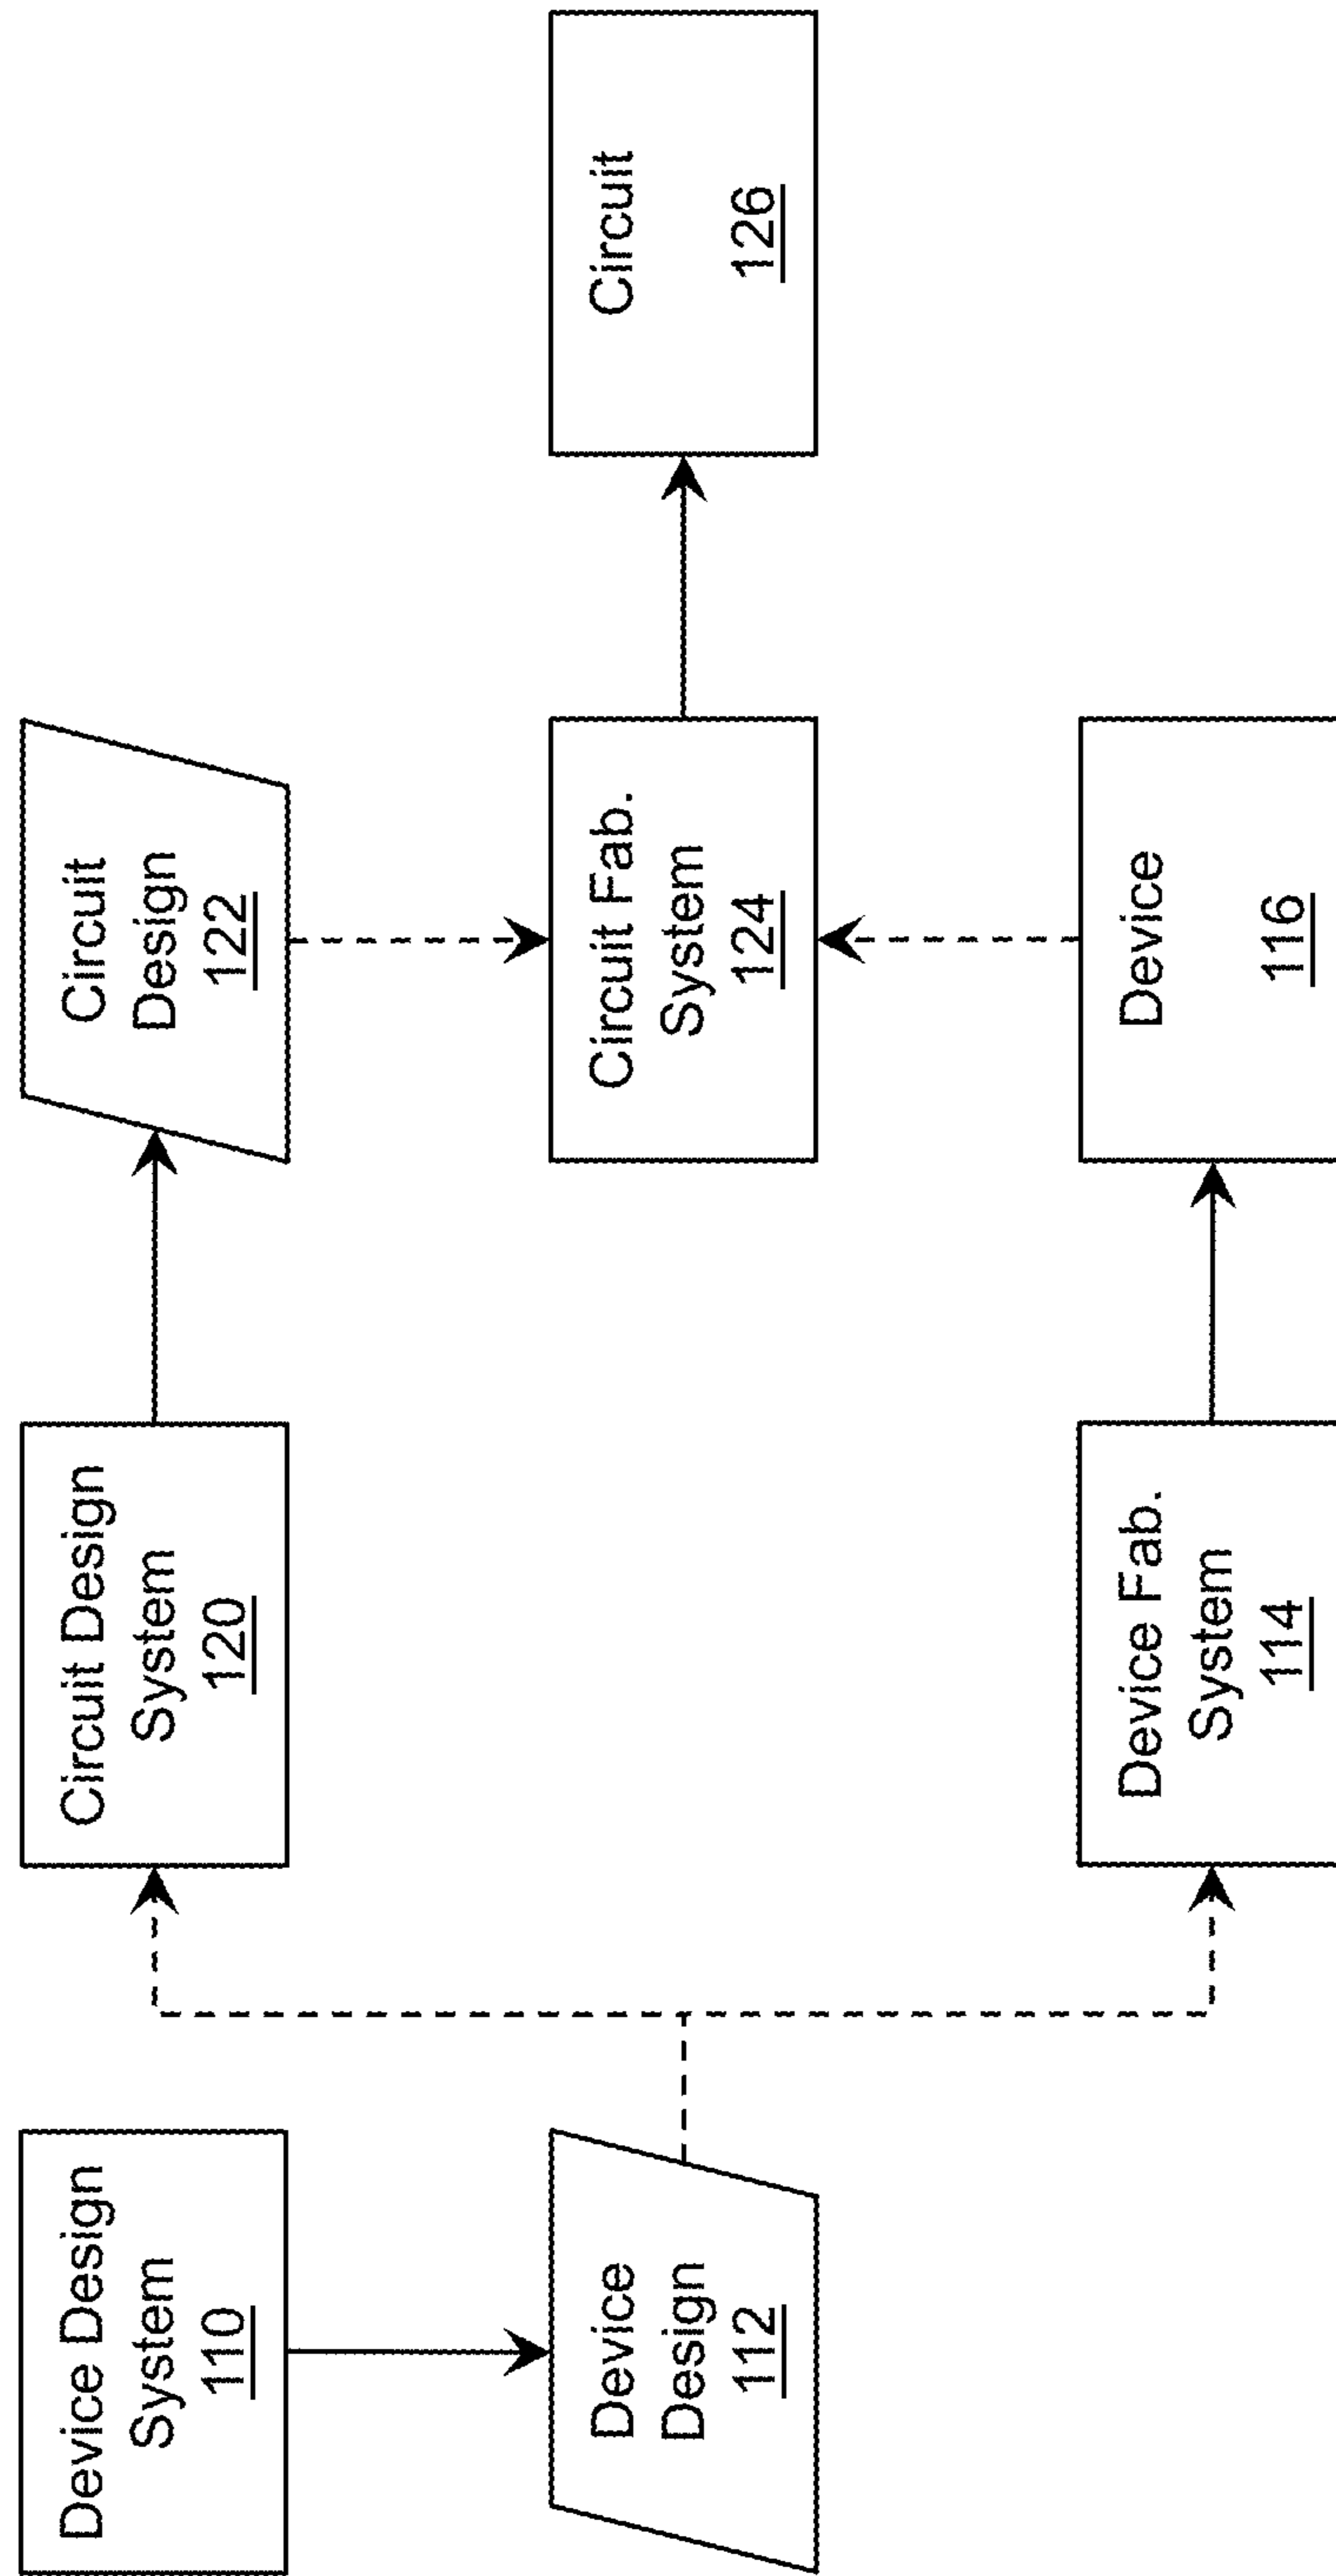 Device Design
System
110
Device
Design
112
Circuit Design
System
120
Device Fab.
System
114
Circuit
Design
122
Circuit Fab.
System
124
Device
116
Circuit
126